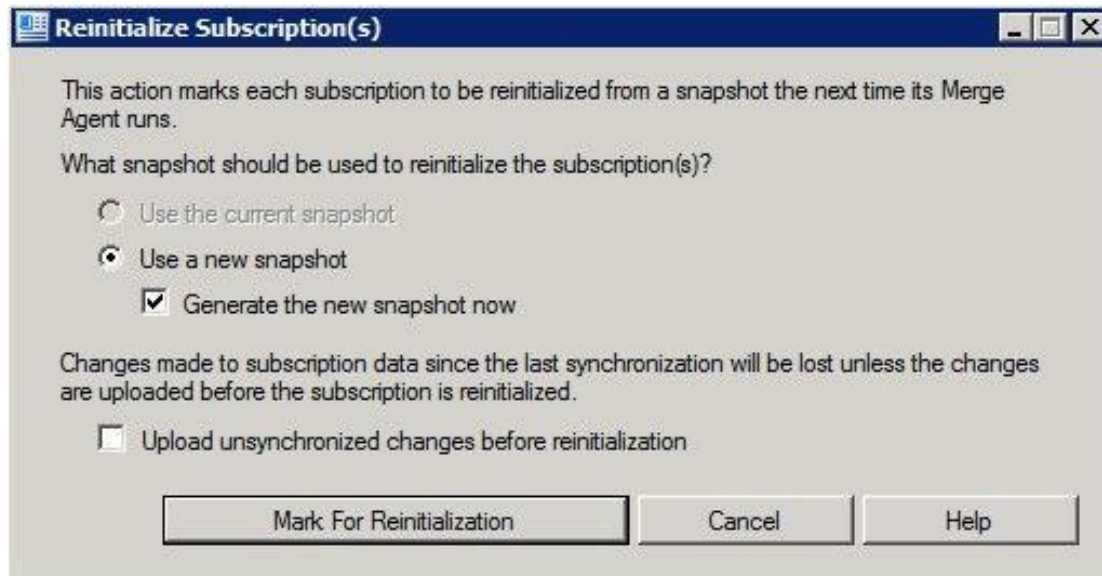 Reinitialize Subscription(s)
This action marks each subscription to be reinitialized from a snapshot the next time its Merge
Agent runs.
What snapshot should be used to reinitialize the subscription(s)?
Use the current snapshot
Use a new snapshot
Generate the new snapshot now
Changes made to subscription data since the last synchronization will be lost unless the changes
are uploaded before the subscription is reinitialized.
Upload unsynchronized changes before reinitialization
Mark For Reinitialization Cancel Help